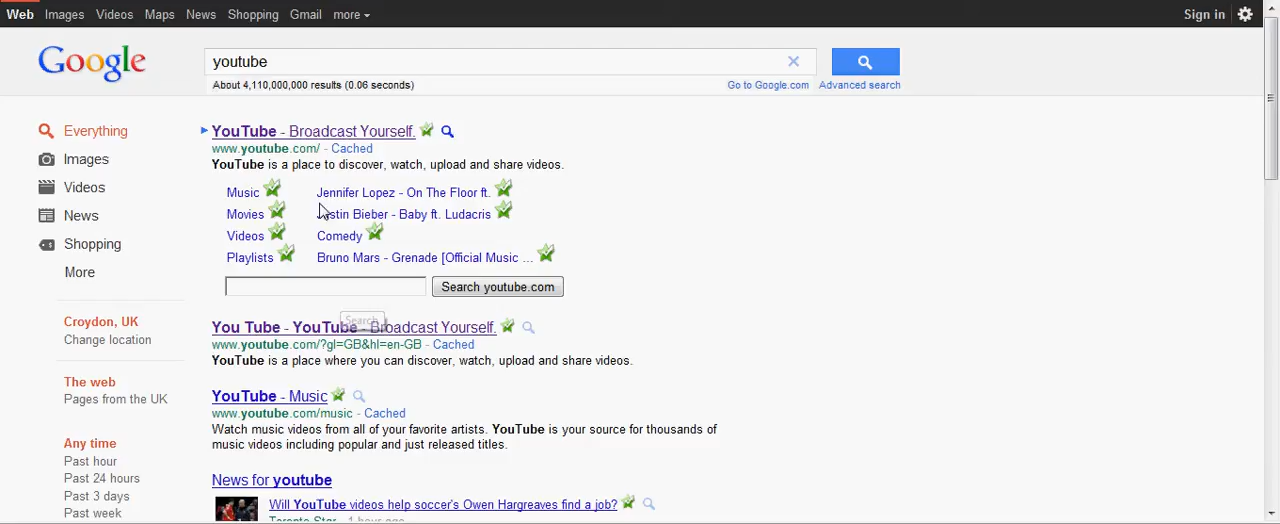 Web Images Videos Maps News Shopping Gmail more Sign in
Google youtube
About 4,110,000,000 results (0.06 seconds) Go to Google.com Advanced search
Everything
Images
Videos
News
Shopping
More
Croydon, UK
Change location
The web
Pages from the UK
Any time
Past hour
Past 24 hours
Past 3 days
Past week
YouTube - Broadcast Yourself.
www.youtube.com/ - Cached
YouTube is a place to discover, watch, upload and share videos.
Music Jennifer Lopez - On The Floor ft.
Movies Justin Bieber - Baby ft. Ludacris
Videos Comedy
Playlists Bruno Mars - Grenade [Official Music ...
Search youtube.com
Search
You Tube - YouTube - Broadcast Yourself.
www.youtube.com/?gl=GB&hl=en-GB - Cached
YouTube is a place where you can discover, watch, upload and share videos.
YouTube - Music
www.youtube.com/music - Cached
Watch music videos from all of your favorite artists. YouTube is your source for thousands of
music videos including popular and just released titles.
News for youtube
Will YouTube videos help soccer's Owen Hargreaves find a job?
Toronto Star - 1 hour ago